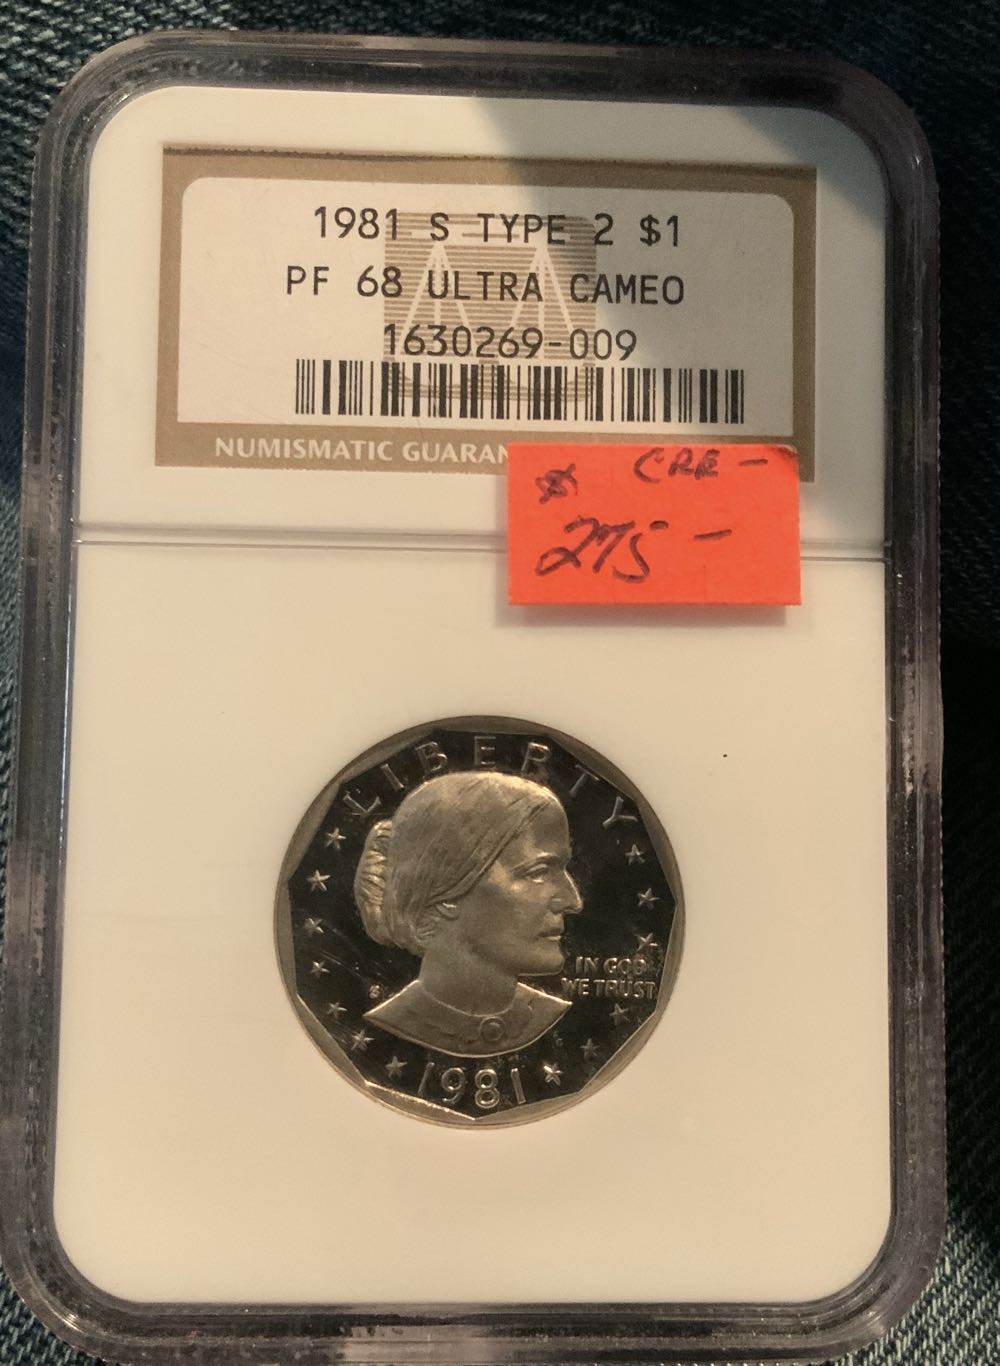 1981 S TYPE 2 $1
PF 68 ULTRA CAMEO
1630269-009
NUMISMATIC GUARAN
$ CRE -
275 -
LIBERTY
IN GOD
WE TRUST
S
1981